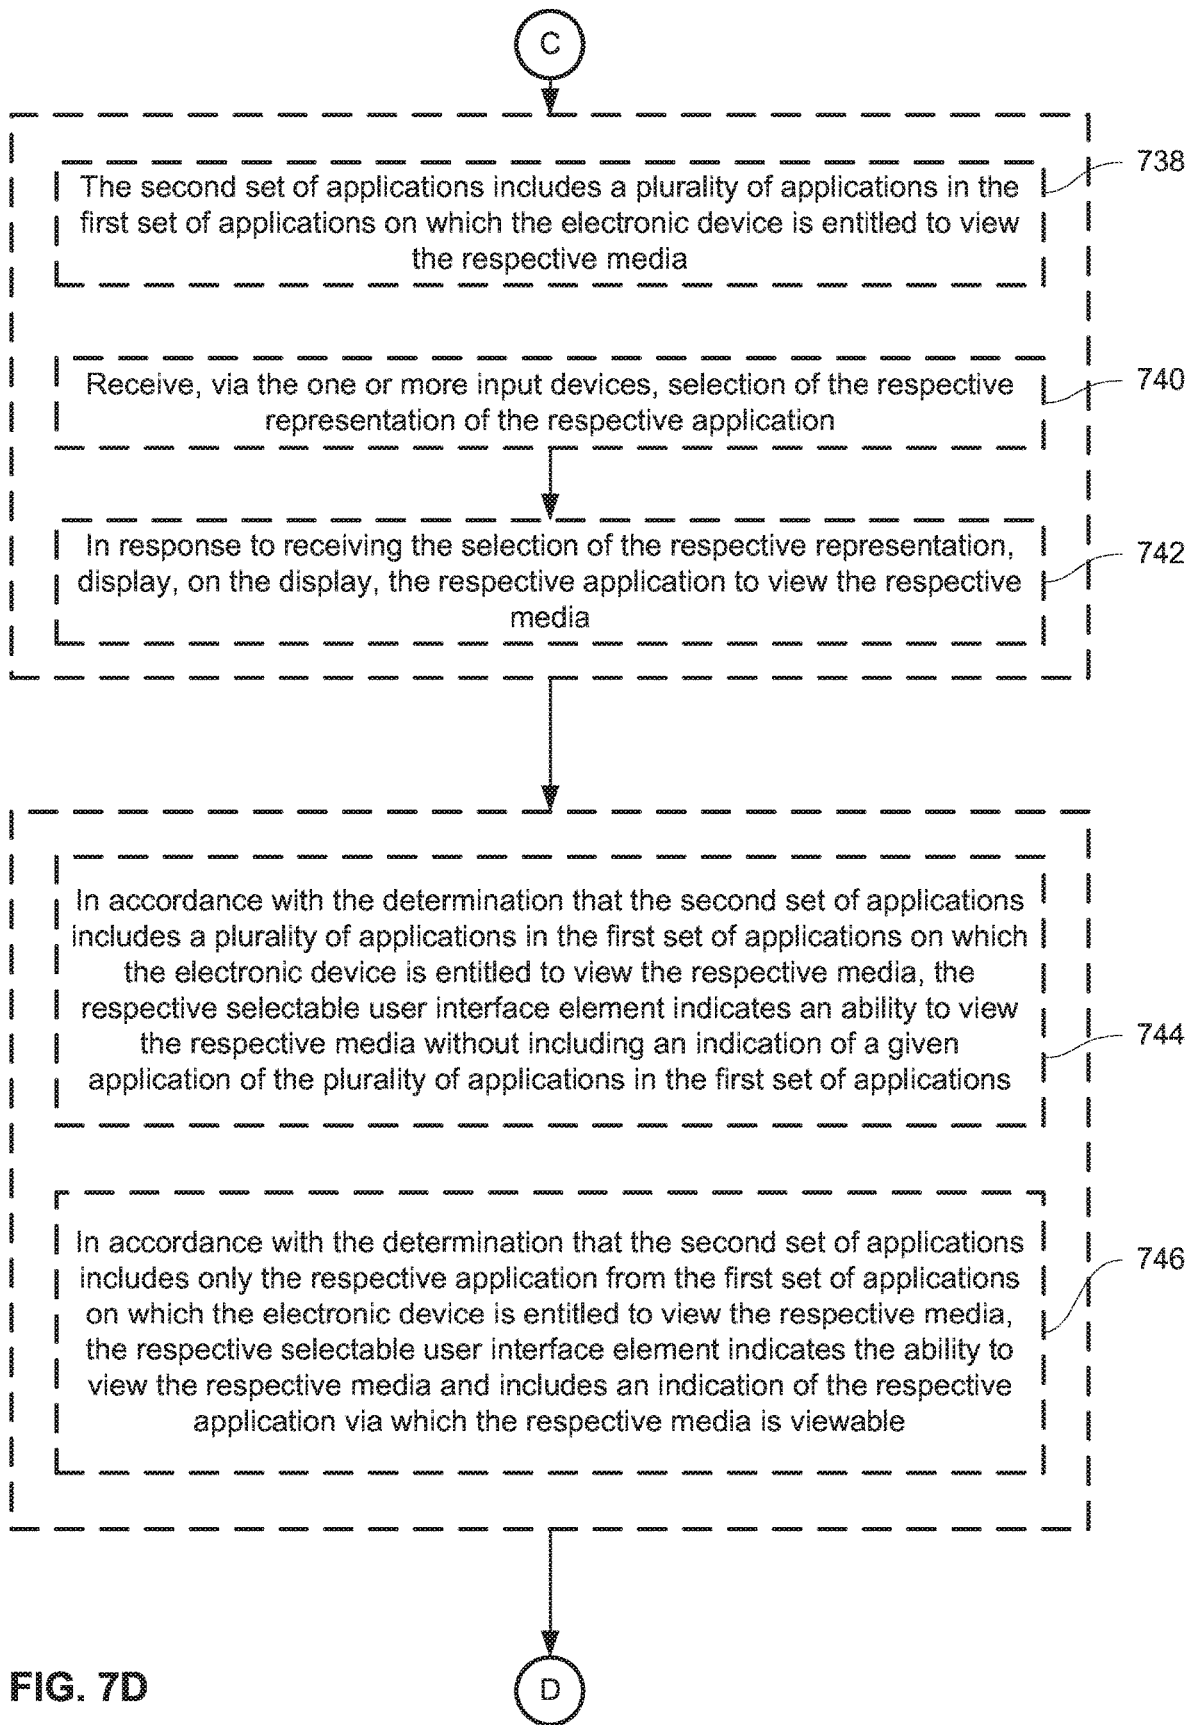 C
The second set of applications includes a plurality of applications in the
first set of applications on which the electronic device is entitled to view
the respective media
738
Receive, via the one or more input devices, selection of the respective
representation of the respective application
740
In response to receiving the selection of the respective representation,
display, on the display, the respective application to view the respective
media
742
In accordance with the determination that the second set of applications
includes a plurality of applications in the first set of applications on which
the electronic device is entitled to view the respective media, the
respective selectable user interface element indicates an ability to view
the respective media without including an indication of a given
application of the plurality of applications in the first set of applications
744
In accordance with the determination that the second set of applications
includes only the respective application from the first set of applications
on which the electronic device is entitled to view the respective media,
the respective selectable user interface element indicates the ability to
view the respective media and includes an indication of the respective
application via which the respective media is viewable
746
D
FIG. 7D